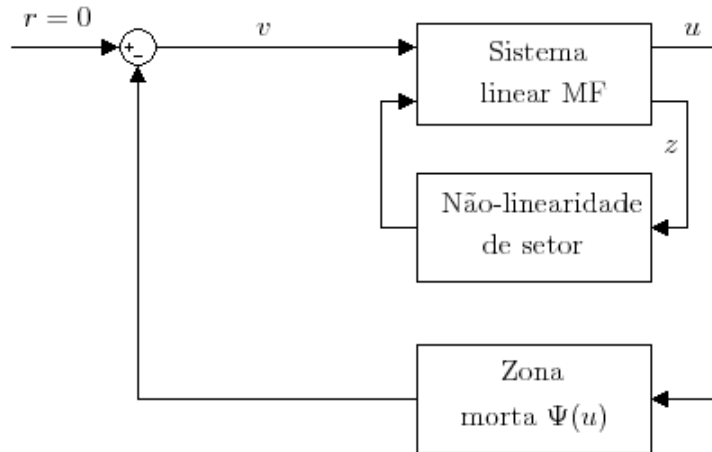 r = 0
+
−
v
u
Sistema
linear MF
z
Não-linearidade
de setor
Zona
morta Ψ(u)